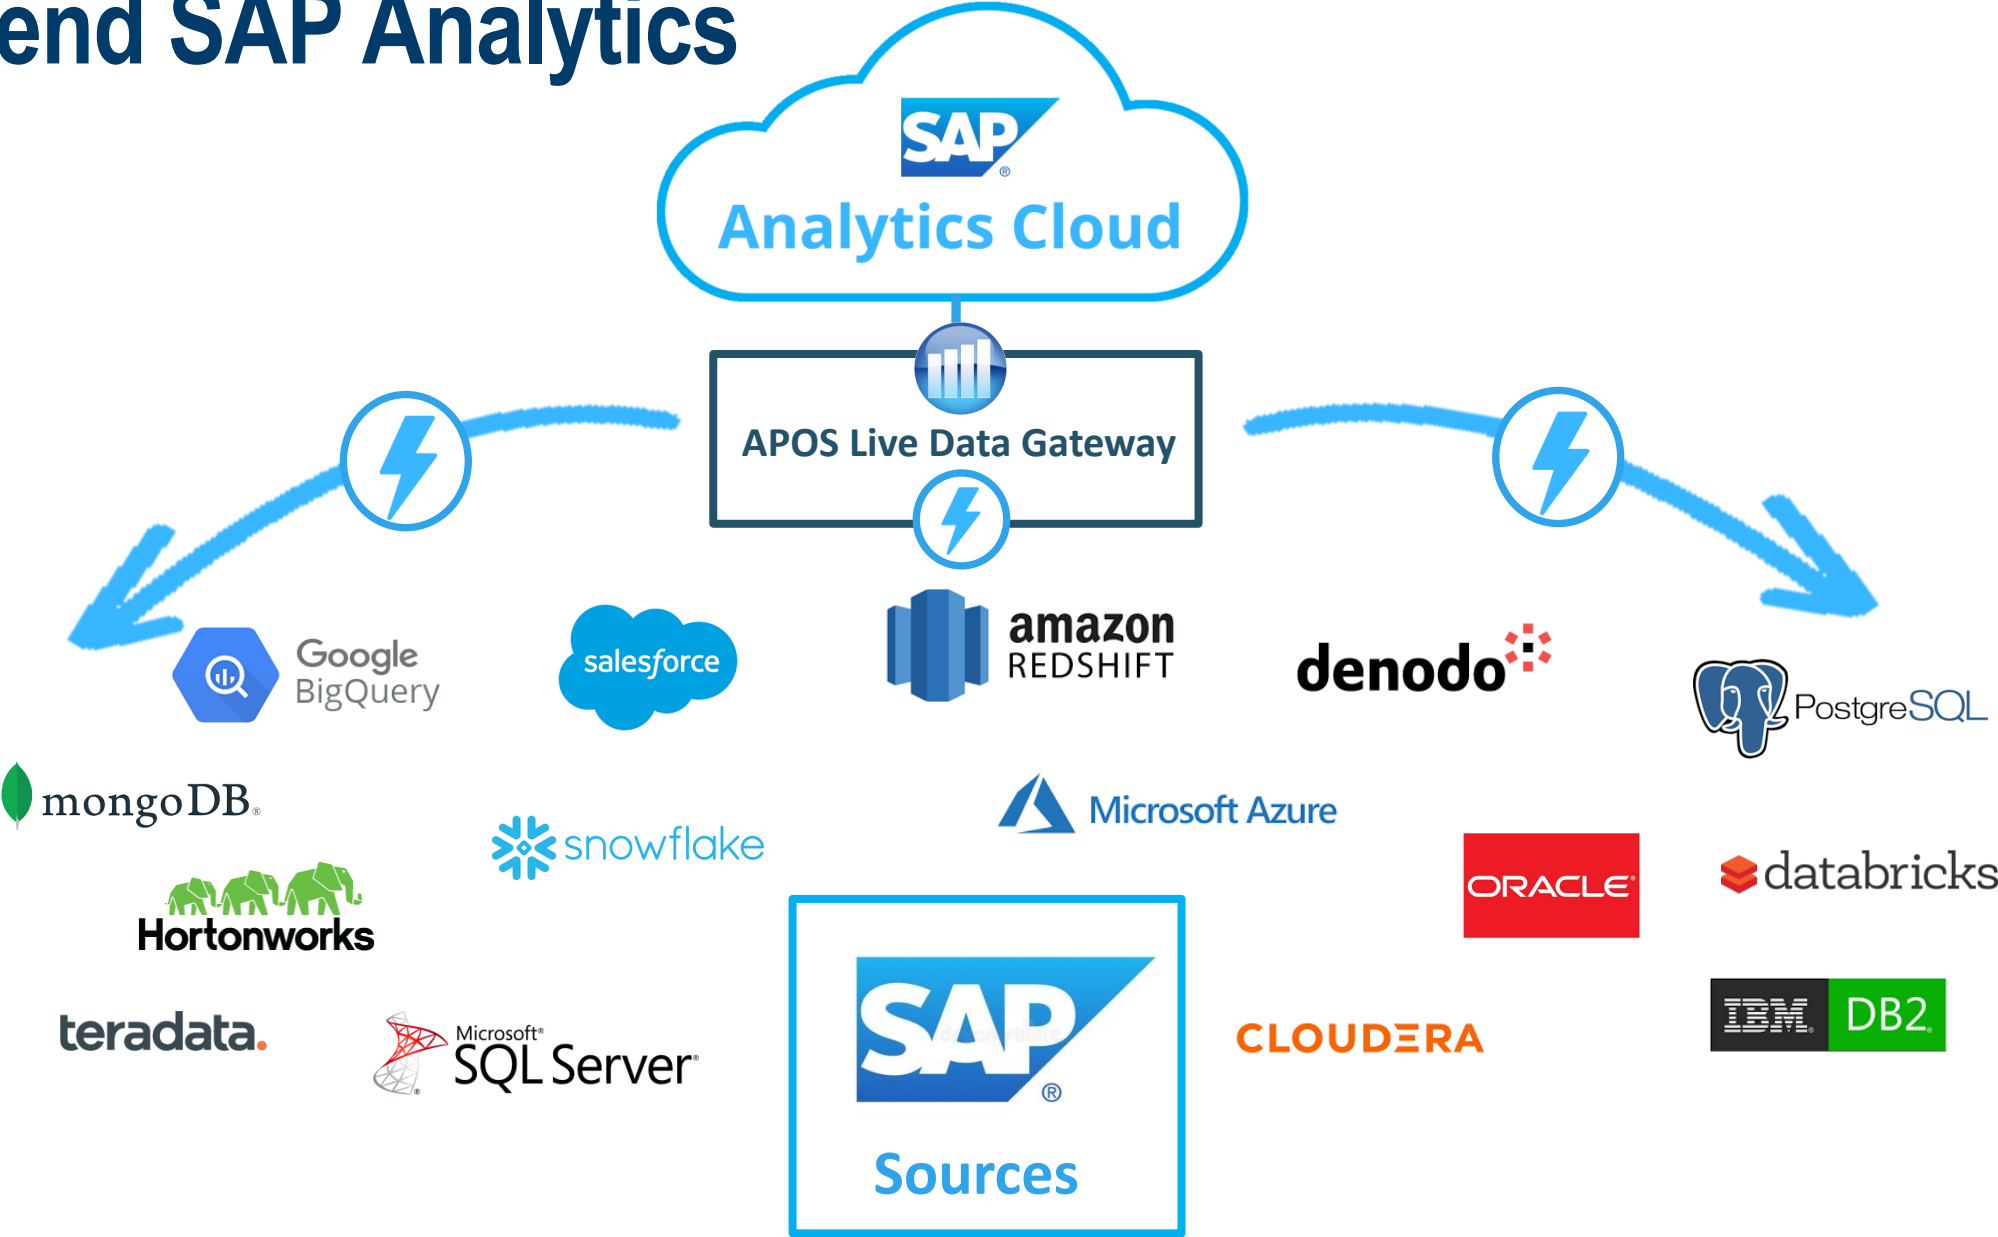 end SAP Analytics
SAP
®
Analytics Cloud
APOS Live Data Gateway
Google
BigQuery
salesforce
amazon
REDSHIFT
denodo
PostgreSQL
mongoDB®
snowflake
Microsoft Azure
ORACLE®
databricks
Hortonworks
teradata.
Microsoft®
SQL Server®
SAP
®
Sources
CLOUDERA
IBM® DB2®